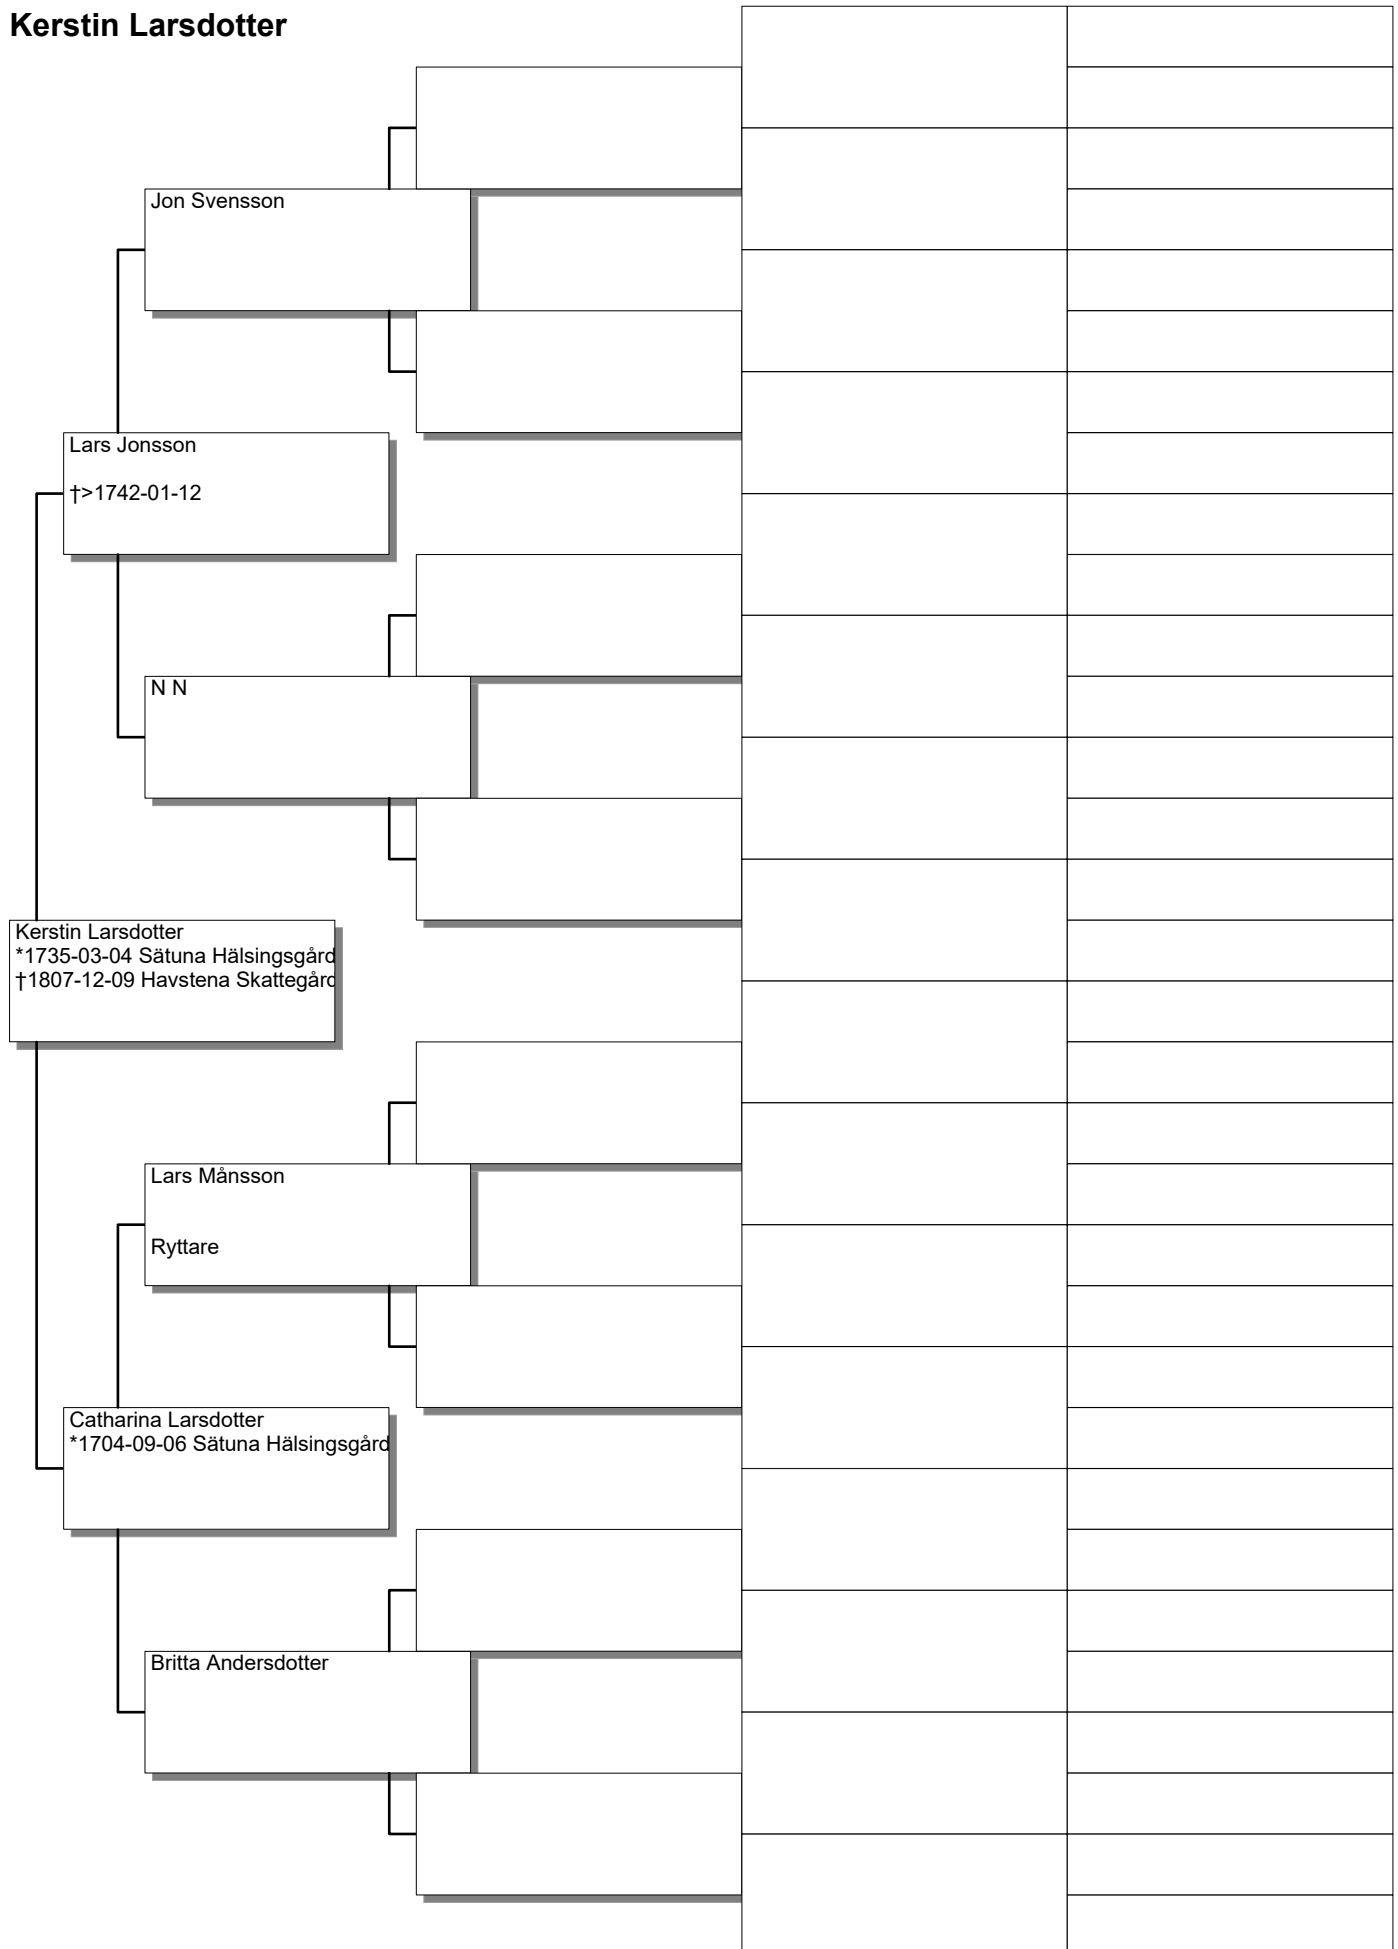 Kerstin Larsdotter
Jon Svensson
Lars Jonsson
†>1742-01-12
N N
Kerstin Larsdotter
*1735-03-04 Sätuna Hälsingsgård
†1807-12-09 Havstena Skattegård
Lars Månsson
Ryttare
Catharina Larsdotter
*1704-09-06 Sätuna Hälsingsgård
Britta Andersdotter